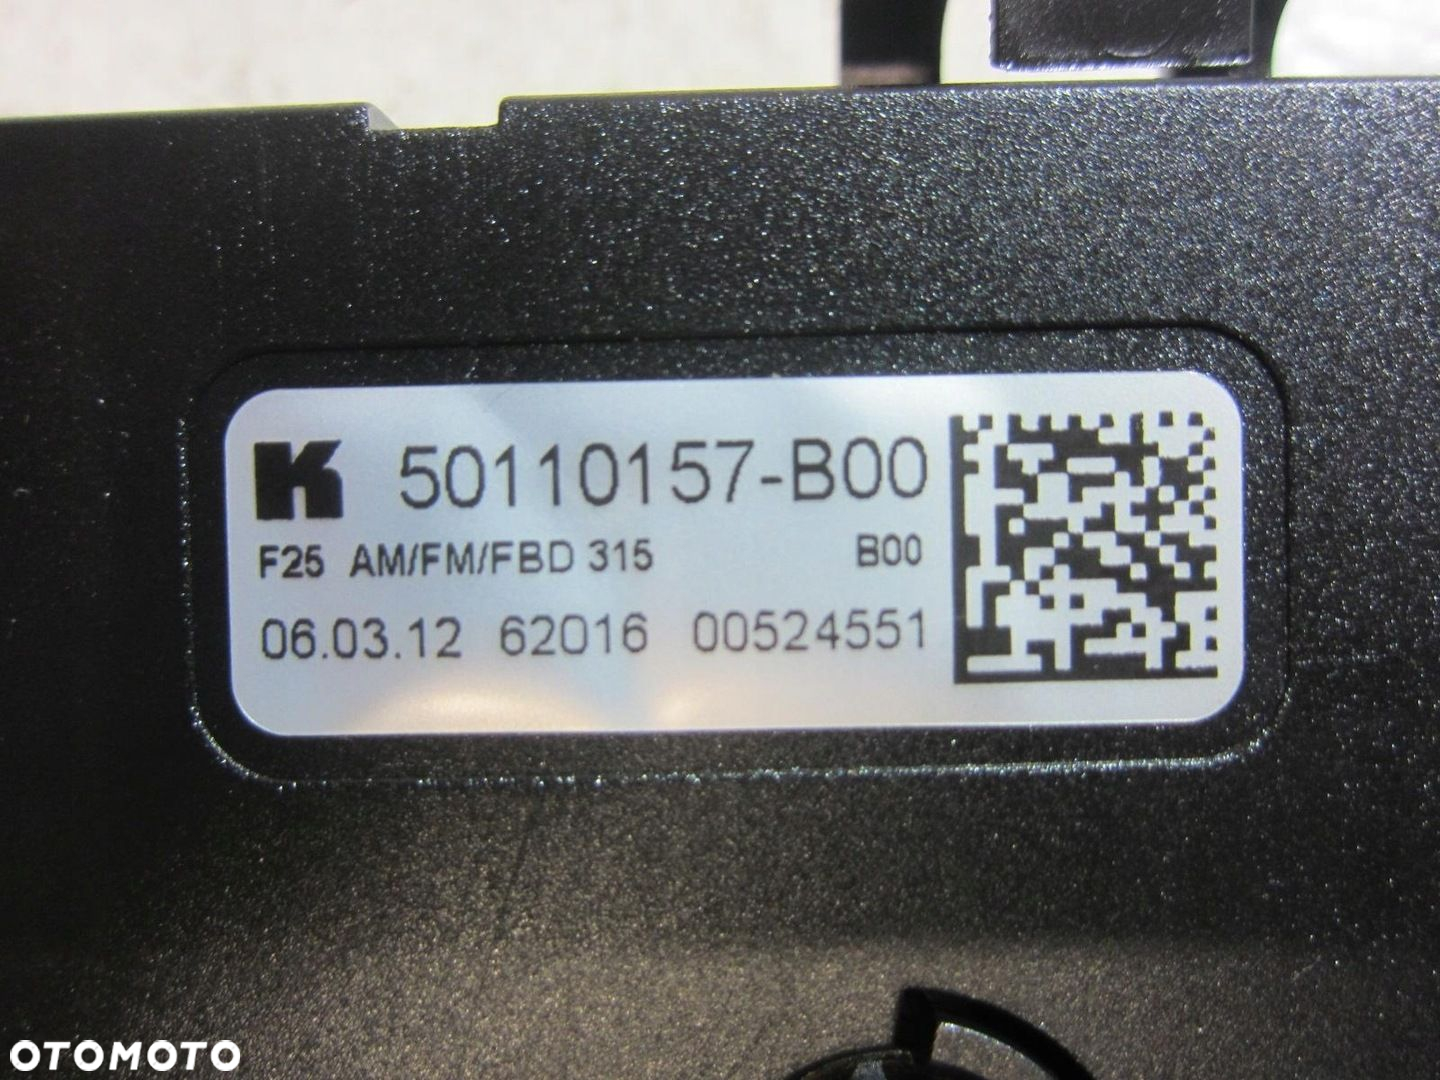 K 50110157-B00
F25 AM/FM/FBD 315 B00
06.03.12 62016 00524551
OTOMOTO